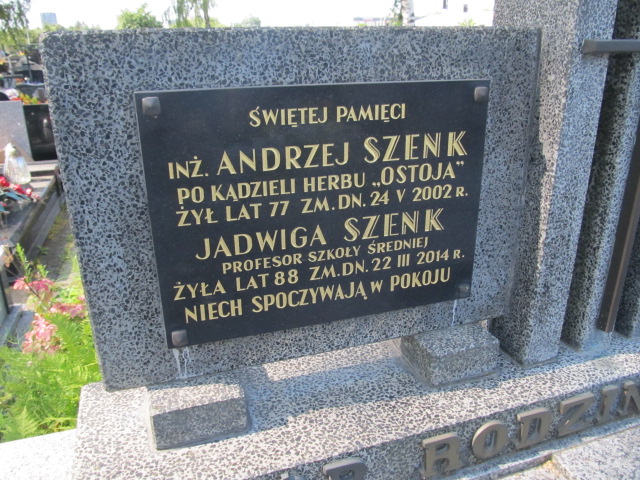 ŚWIĘTEJ PAMIĘCI
INŻ. ANDRZEJ SZENK
PO KĄDZIELI HERBU „OSTOJA”
ŻYŁ LAT 77 ZM. DN. 24 V 2002 R.
JADWIGA SZENK
PROFESOR SZKOŁY ŚREDNIEJ
ŻYŁA LAT 88 ZM. DN. 22 III 2014 R.
NIECH SPOCZYWAJĄ W POKOJU